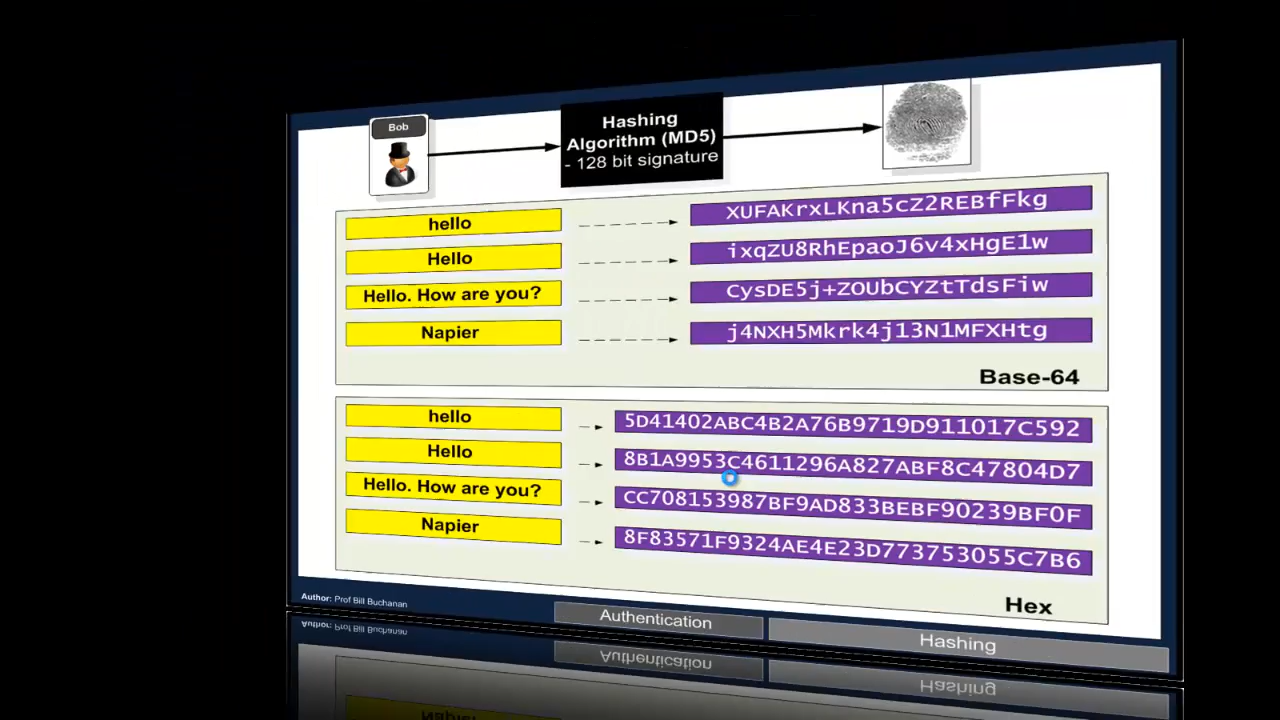 Bob
Hashing
Algorithm (MD5)
- 128 bit signature
hello
XUFAKrxLKna5cZ2REBfFkg
Hello
ixqZU8RhEpaoJ6v4xHgE1w
Hello. How are you?
CysDE5j+ZOUbCYZtTdsFiw
Napier
j4NXH5Mkrk4j13N1MFXHtg
Base-64
hello
5D41402ABC4B2A76B9719D911017C592
Hello
8B1A9953C4611296A827ABF8C47804D7
Hello. How are you?
CC708153987BF9AD833BEBF90239BF0F
Napier
8F83571F9324AE4E23D773753055C7B6
Hex
Author: Prof Bill Buchanan
Authentication
Hashing